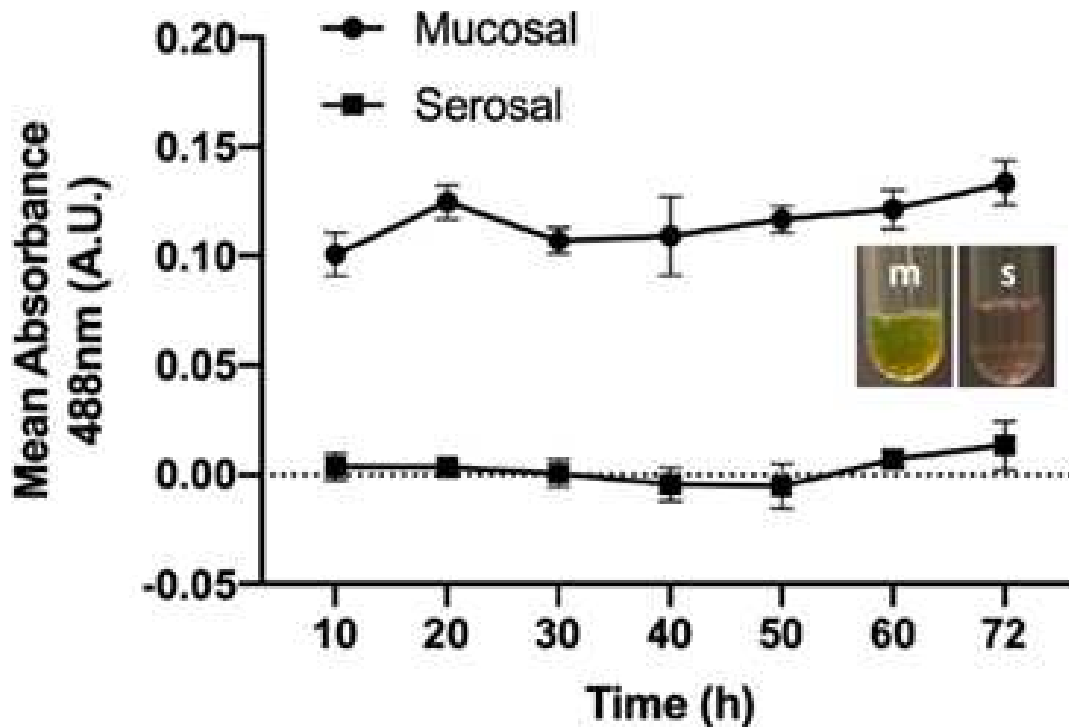 Mucosal
Serosal
Mean Absorbance
488nm (A.U.)
0.20
0.15
0.10
0.05
0.00
-0.05
m
s
10 20 30 40 50 60 72
Time (h)